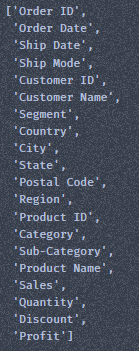 ['Order ID',
'Order Date',
'Ship Date',
'Ship Mode',
'Customer ID',
'Customer Name',
'Segment',
'Country',
'City',
'State',
'Postal Code',
'Region',
'Product ID',
'Category',
'Sub-Category',
'Product Name',
'Sales',
'Quantity',
'Discount',
'Profit']